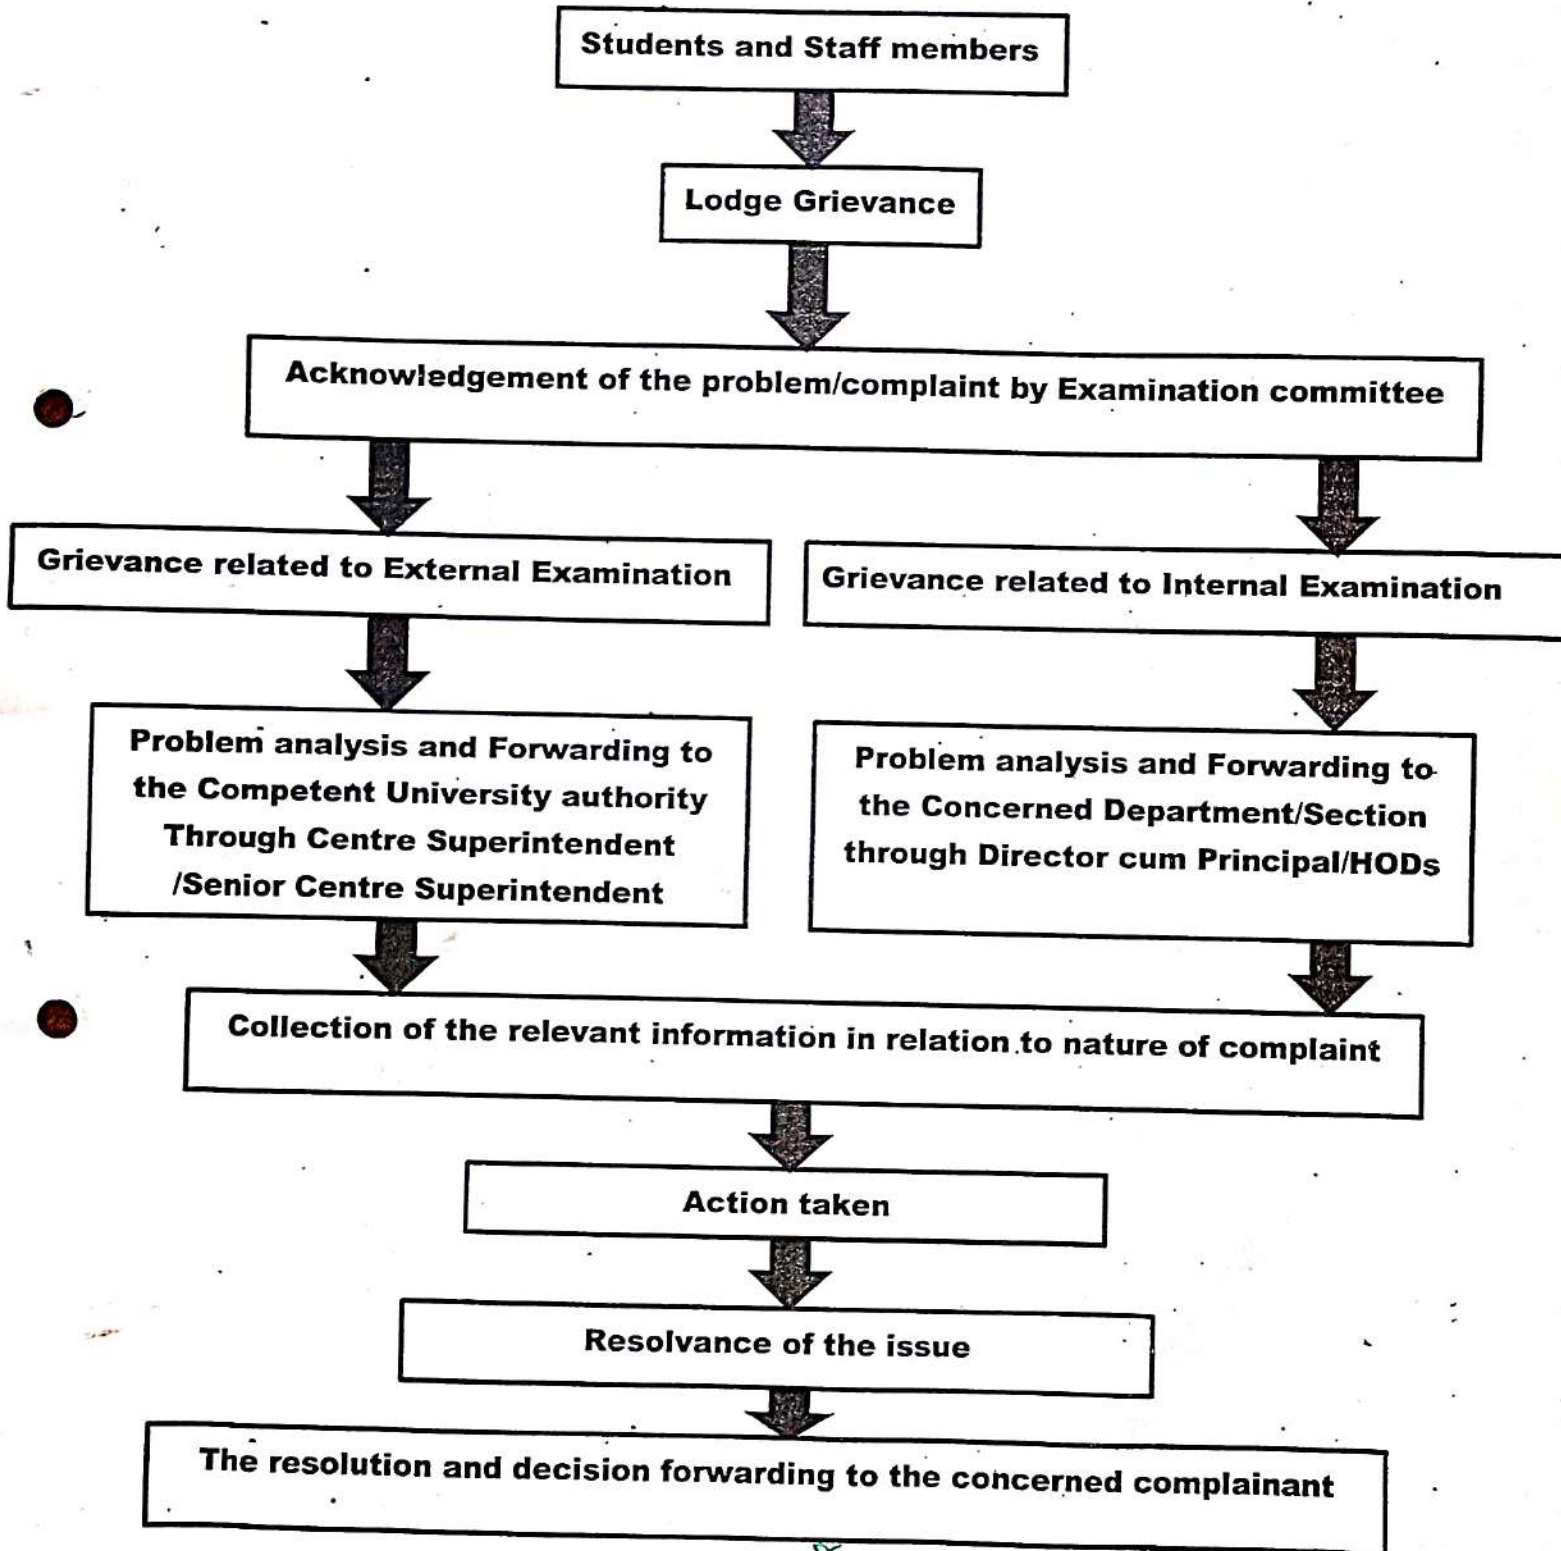 Students and Staff members
Lodge Grievance
Acknowledgement of the problem/complaint by Examination committee
Grievance related to External Examination
Grievance related to Internal Examination
Problem analysis and Forwarding to
the Competent University authority
Through Centre Superintendent
/Senior Centre Superintendent
Problem analysis and Forwarding to
the Concerned Department/Section
through Director cum Principal/HODs
Collection of the relevant information in relation to nature of complaint
Action taken
Resolvance of the issue
The resolution and decision forwarding to the concerned complainant